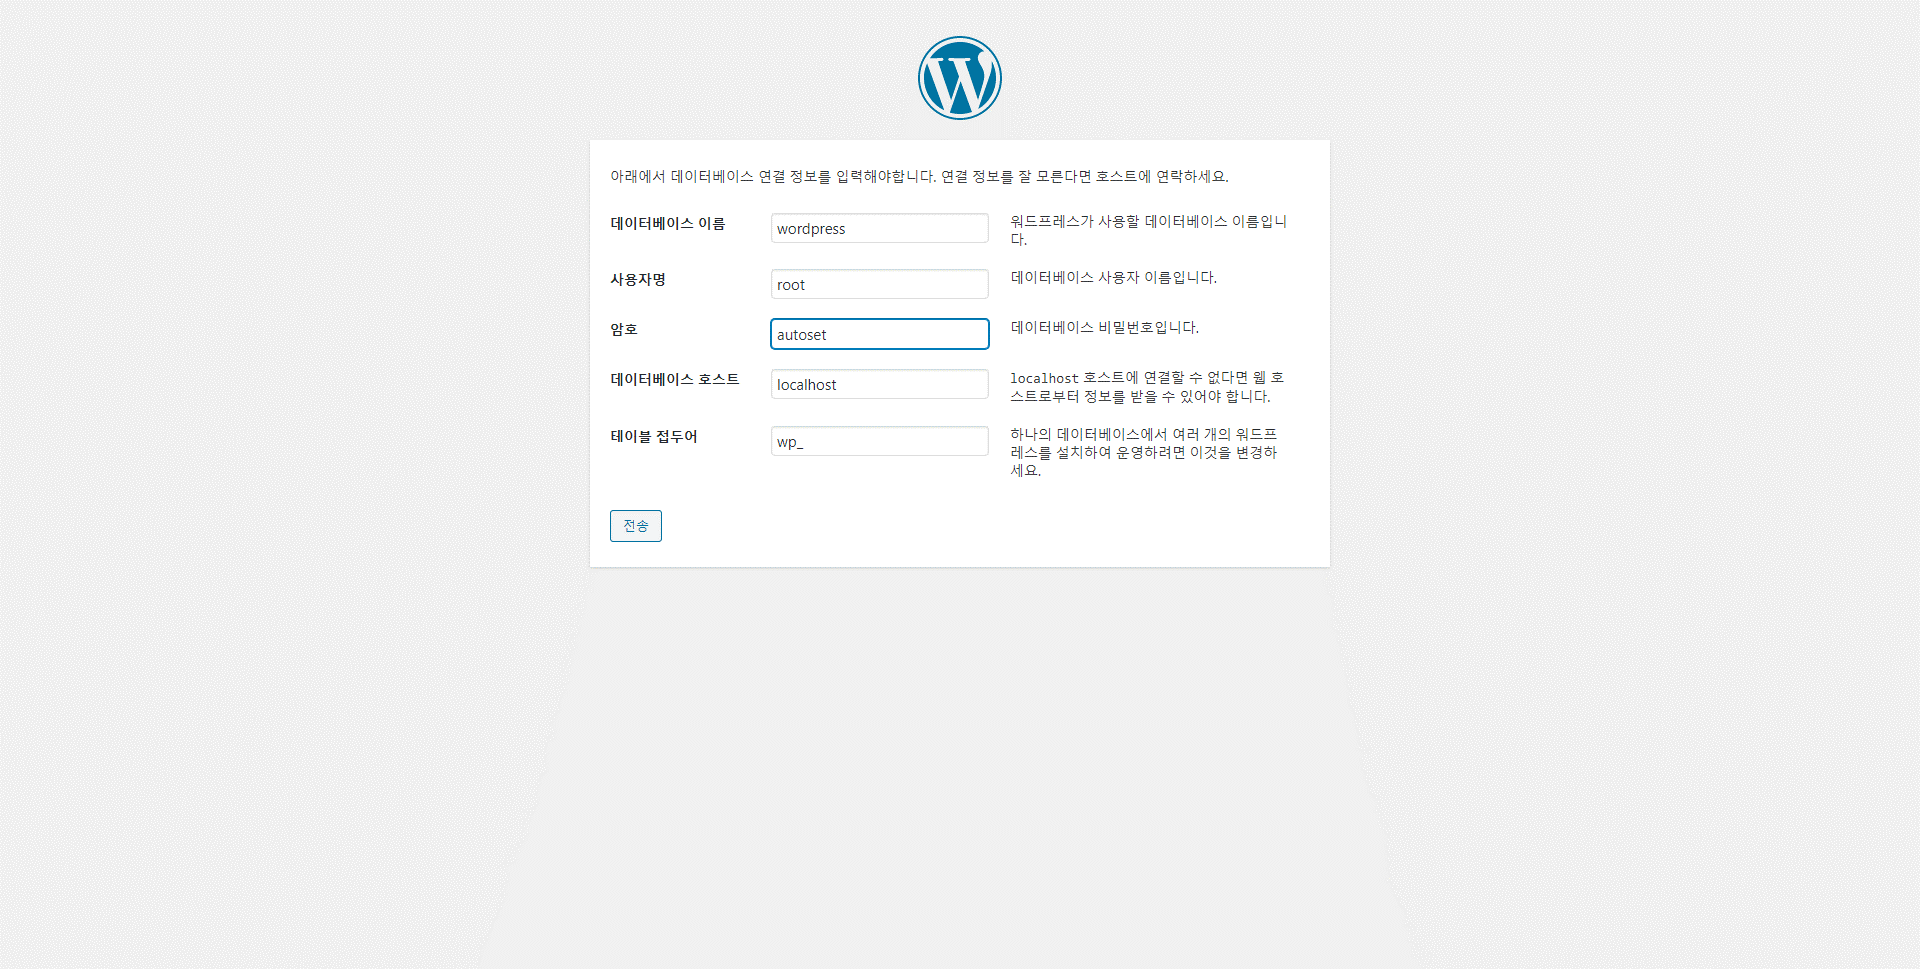 아래에서 데이터베이스 연결 정보를 입력해야합니다. 연결 정보를 잘 모른다면 호스트에 연락하세요.
데이터베이스 이름
wordpress
워드프레스가 사용할 데이터베이스 이름입니
다.
사용자명
root
데이터베이스 사용자 이름입니다.
암호
autoset
데이터베이스 비밀번호입니다.
데이터베이스 호스트
localhost
localhost 호스트에 연결할 수 없다면 웹 호
스트로부터 정보를 받을 수 있어야 합니다.
테이블 접두어
wp_
하나의 데이터베이스에서 여러 개의 워드프
레스를 설치하여 운영하려면 이것을 변경하
세요.
전송